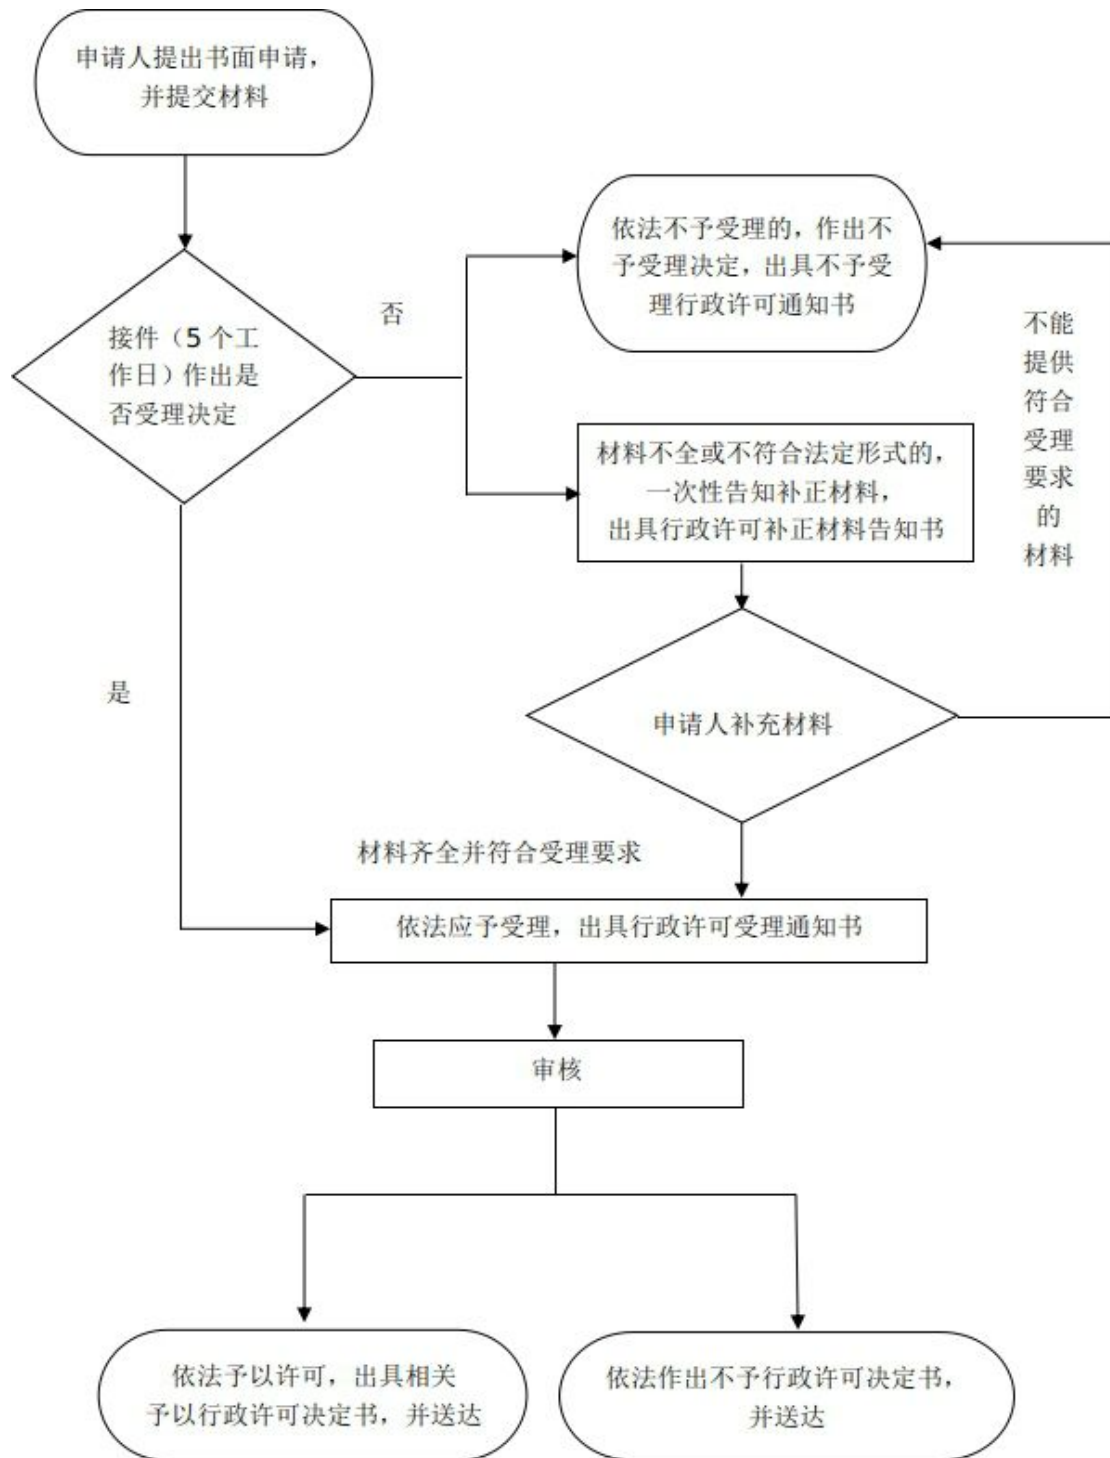 申请人提出书面申请，
并提交材料
依法不予受理的，作出不
予受理决定，出具不予受
理行政许可通知书
否
接件（5 个工
作日）作出是
否受理决定
不能
提供
符合
受理
要求
的
材料
材料不全或不符合法定形式的，
一次性告知补正材料，
出具行政许可补正材料告知书
是
申请人补充材料
材料齐全并符合受理要求
依法应予受理，出具行政许可受理通知书
审核
依法予以许可，出具相关
予以行政许可决定书，并送达
依法作出不予行政许可决定书，
并送达